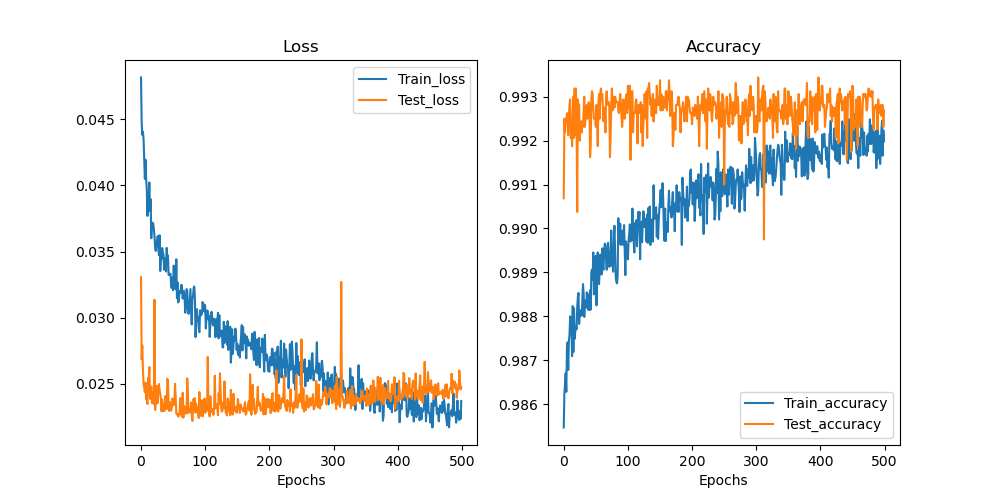 Loss
Train_loss
Test_loss
0.045
0.040
0.035
0.030
0.025
0 100 200 300 400 500
Epochs
Accuracy
0.993
0.992
0.991
0.990
0.989
0.988
0.987
0.986
Train_accuracy
Test_accuracy
0 100 200 300 400 500
Epochs